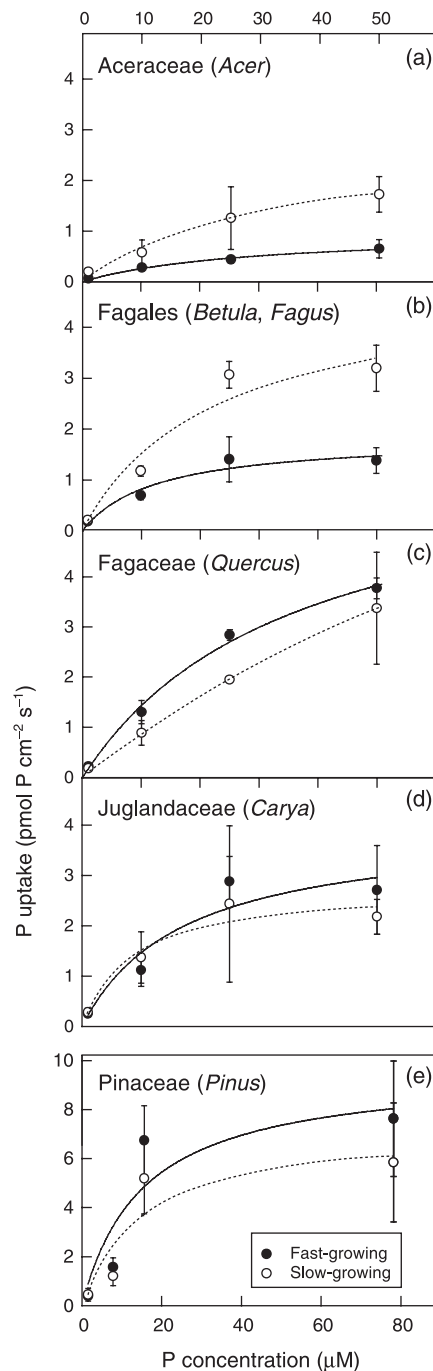 0 10 20 30 40 50
Aceraceae (Acer) (a)
4
3
2
1
0
Fagales (Betula, Fagus) (b)
4
3
2
1
0
Fagaceae (Quercus) (c)
4
3
2
1
0
Juglandaceae (Carya) (d)
4
3
2
1
0
Pinaceae (Pinus) (e)
10
8
6
4
2
0
Fast-growing
Slow-growing
0 20 40 60 80
P concentration (μM)
P uptake (pmol P cm⁻² s⁻¹)